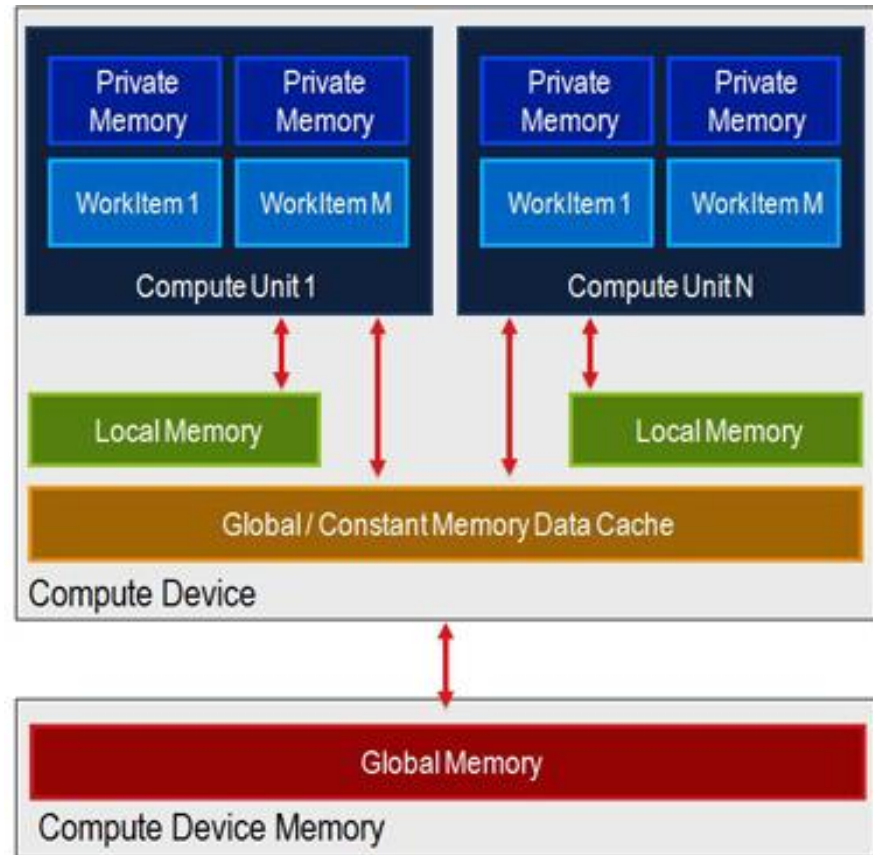 Private
Memory
Private
Memory
Private
Memory
Private
Memory
WorkItem 1
WorkItem M
WorkItem 1
WorkItem M
Compute Unit 1
Compute Unit N
Local Memory
Local Memory
Global / Constant Memory Data Cache
Compute Device
Global Memory
Compute Device Memory